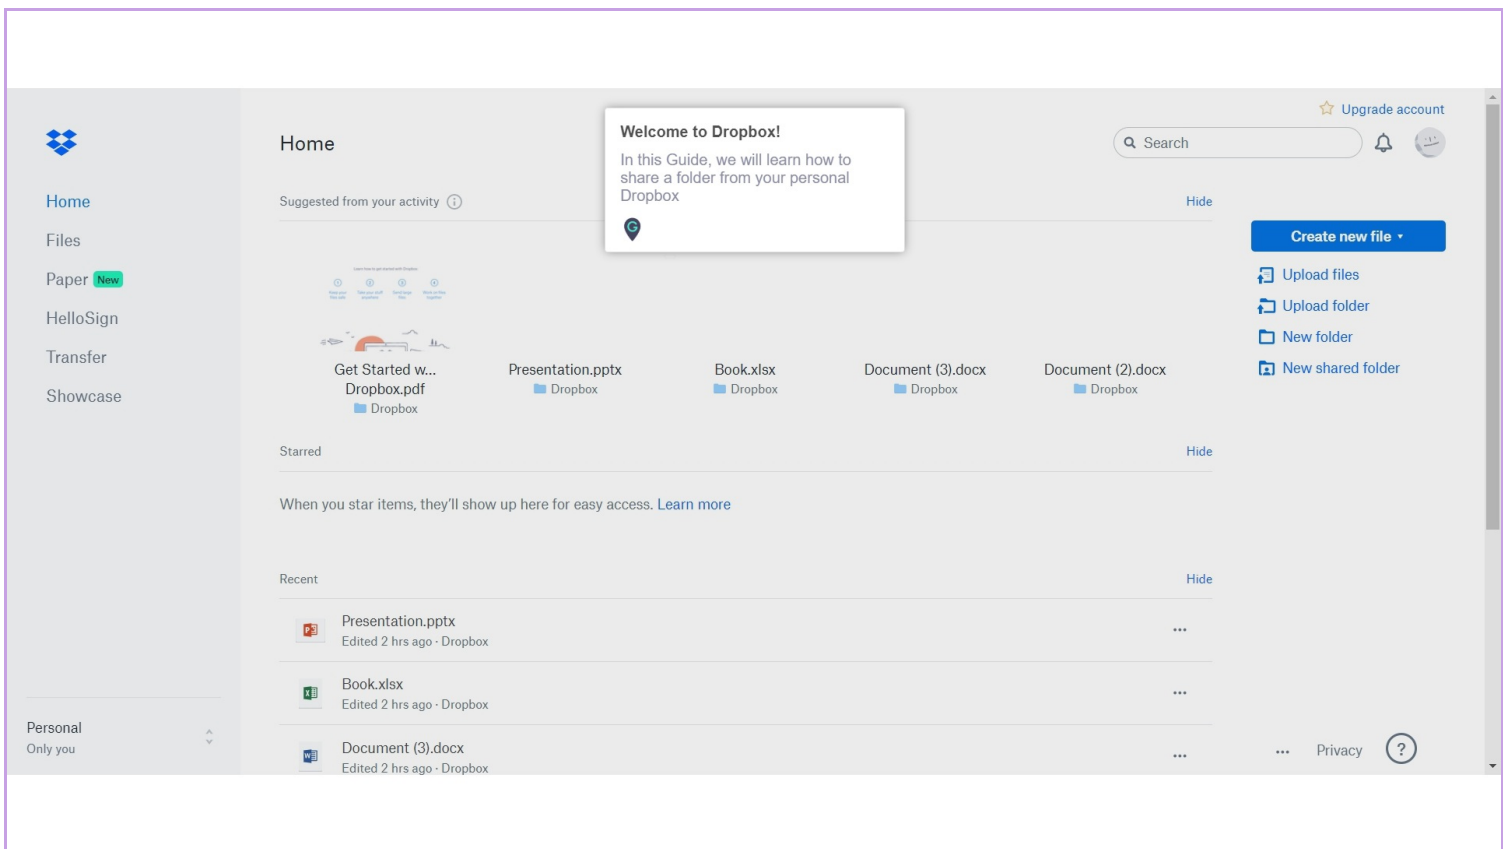 Upgrade account
Home
Search
Welcome to Dropbox!
In this Guide, we will learn how to
share a folder from your personal
Dropbox
G
Home
Files
Paper New
HelloSign
Transfer
Showcase
Suggested from your activity
Hide
Get Started w...
Dropbox.pdf
Dropbox
Presentation.pptx
Dropbox
Book.xlsx
Dropbox
Document (3).docx
Dropbox
Document (2).docx
Dropbox
Create new file
Upload files
Upload folder
New folder
New shared folder
Starred
Hide
When you star items, they'll show up here for easy access. Learn more
Recent
Hide
Presentation.pptx
Edited 2 hrs ago · Dropbox
...
Book.xlsx
Edited 2 hrs ago · Dropbox
...
Document (3).docx
Edited 2 hrs ago · Dropbox
...
Personal
Only you
... Privacy ?